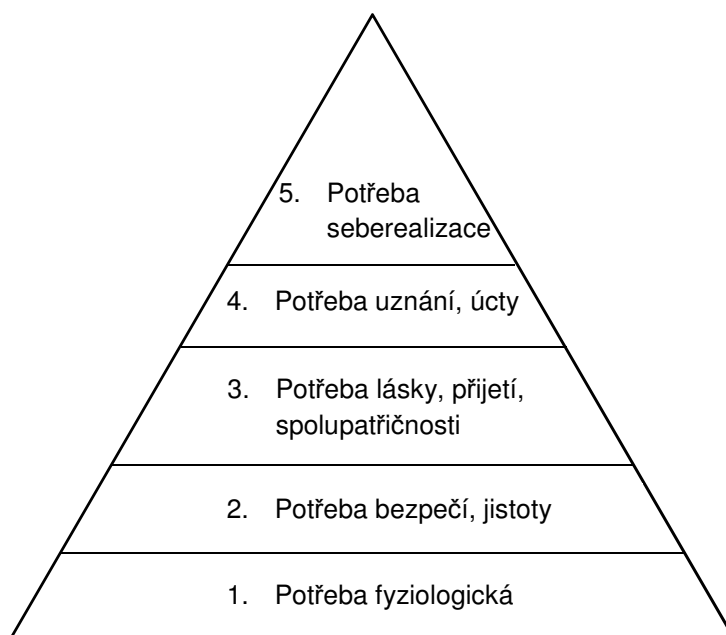 5. Potřeba
seberealizace
4. Potřeba uznání, úcty
3. Potřeba lásky, přijetí,
spolupatřičnosti
2. Potřeba bezpečí, jistoty
1. Potřeba fyziologická